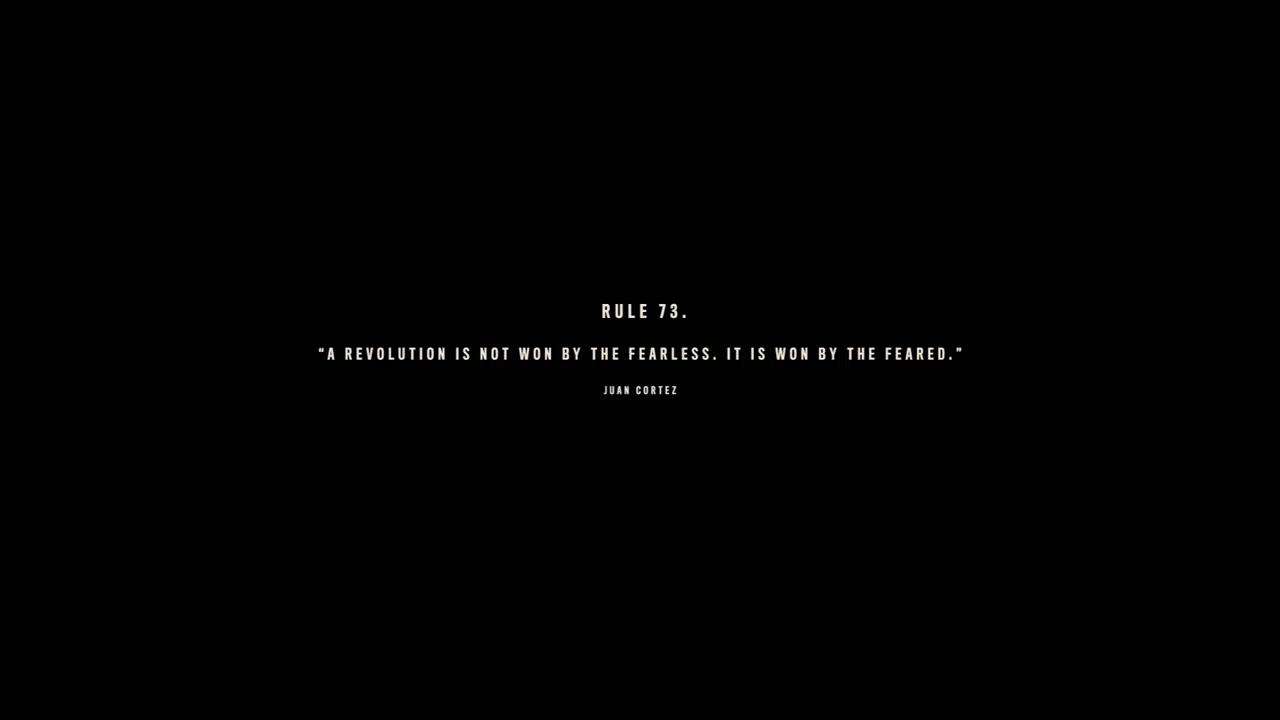 RULE 73.
“A REVOLUTION IS NOT WON BY THE FEARLESS. IT IS WON BY THE FEARED.”
JUAN CORTEZ